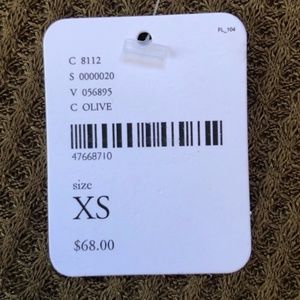 FL_104
C 8112
S 0000020
V 056895
C OLIVE
47668710
size
XS
$68.00